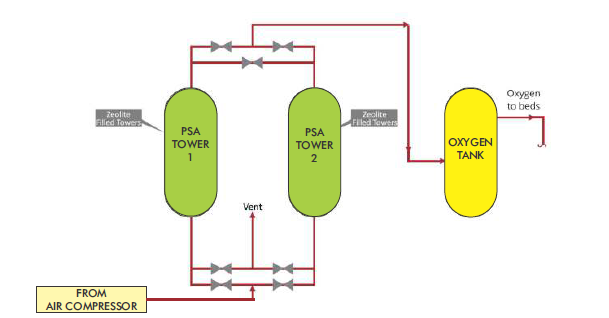 Oxygen
to beds
Zeolite
Filled Towers
Zeolite
Filled Towers
PSA
TOWER
1
PSA
TOWER
2
OXYGEN
TANK
Vent
FROM
AIR COMPRESSOR